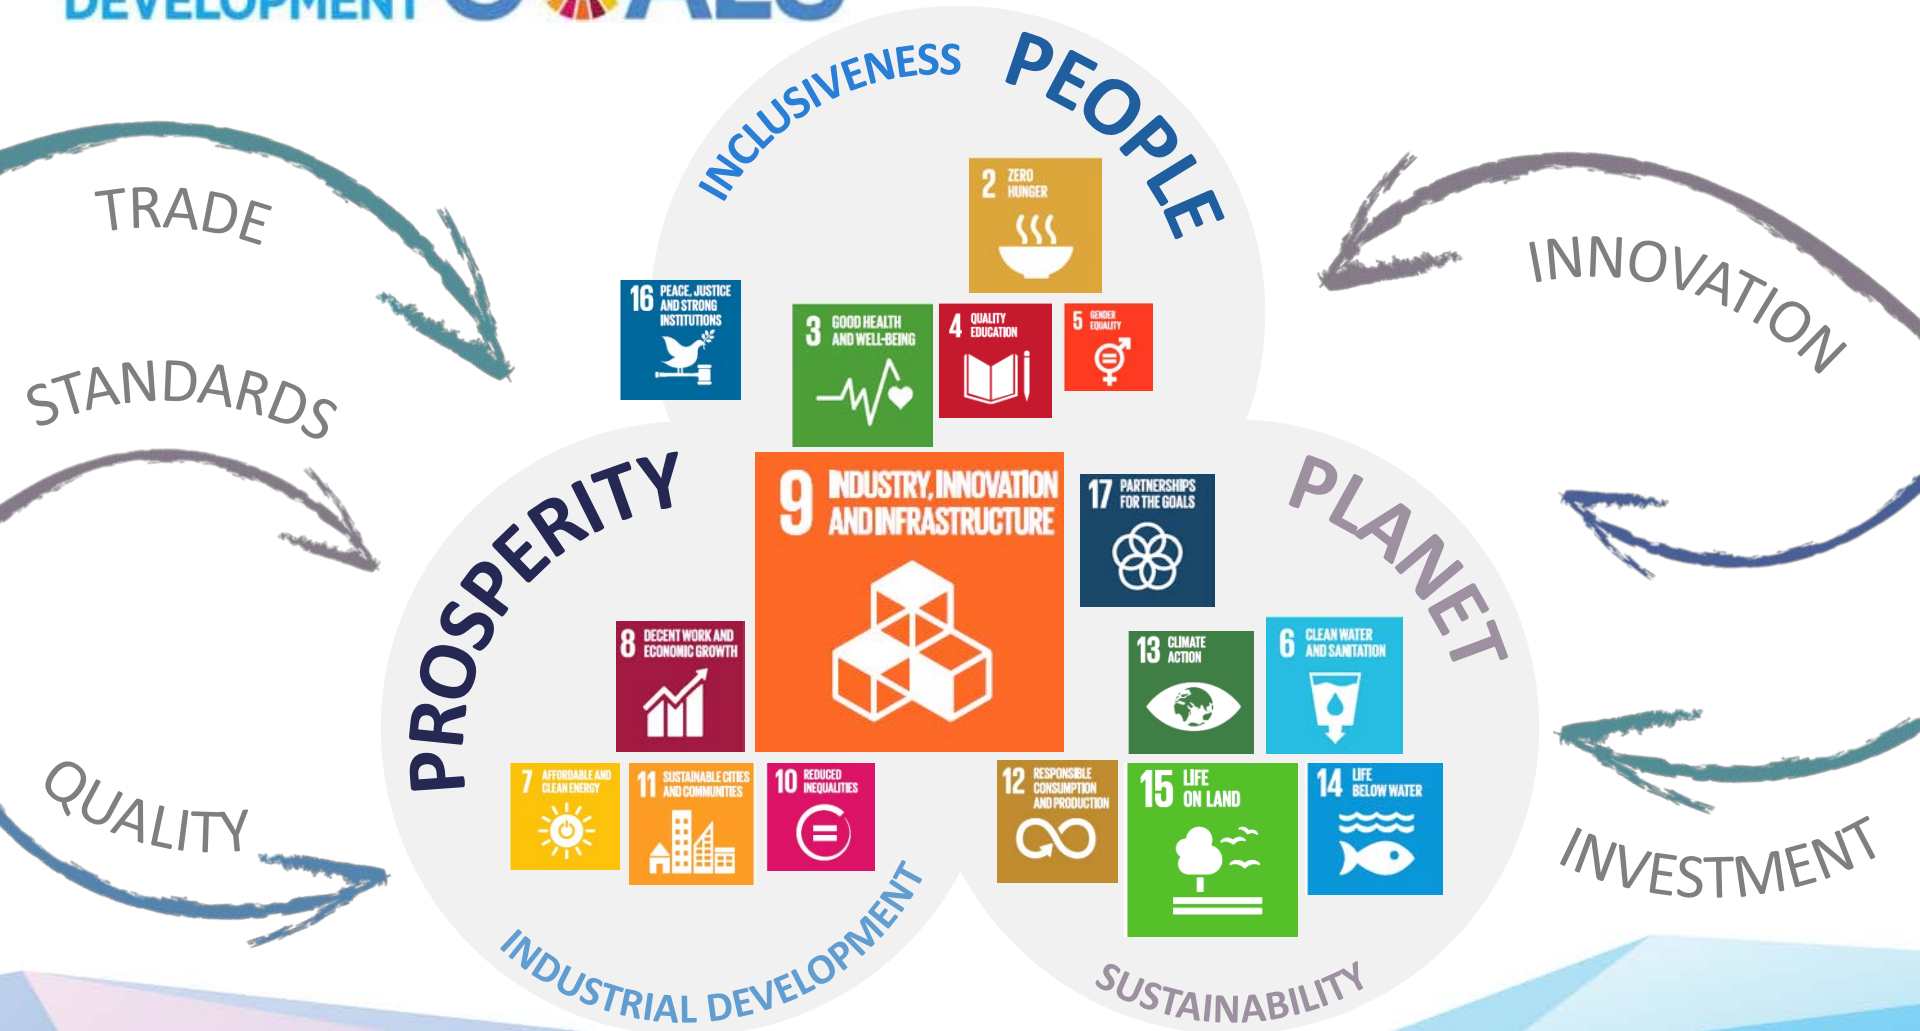 DEVELOPMENT GOALS
INCLUSIVENESS
PEOPLE
TRADE
INNOVATION
2 ZERO
HUNGER
16 PEACE, JUSTICE
AND STRONG
INSTITUTIONS
3 GOOD HEALTH
AND WELL-BEING
4 QUALITY
EDUCATION
5 GENDER
EQUALITY
STANDARDS
PROSPERITY
9 INDUSTRY, INNOVATION
AND INFRASTRUCTURE
17 PARTNERSHIPS
FOR THE GOALS
PLANET
8 DECENT WORK AND
ECONOMIC GROWTH
13 CLIMATE
ACTION
6 CLEAN WATER
AND SANITATION
7 AFFORDABLE AND
CLEAN ENERGY
11 SUSTAINABLE CITIES
AND COMMUNITIES
10 REDUCED
INEQUALITIES
12 RESPONSIBLE
CONSUMPTION
AND PRODUCTION
15 LIFE
ON LAND
14 LIFE
BELOW WATER
QUALITY
INVESTMENT
INDUSTRIAL DEVELOPMENT
SUSTAINABILITY